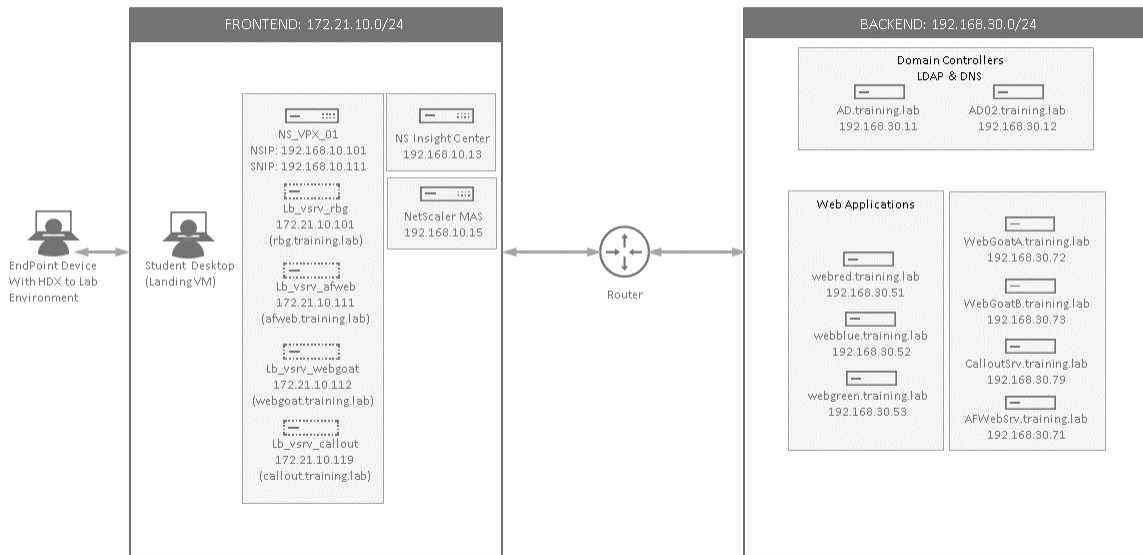 FRONTEND: 172.21.10.0/24
BACKEND: 192.168.30.0/24
EndPoint Device
With HDX to Lab
Environment
Student Desktop
(Landing VM)
NS_VPX_01
NSIP: 192.168.10.101
SNIP: 192.168.10.111
Lb_vsrv_rbg
172.21.10.101
(rbg.training.lab)
Lb_vsrv_afweb
172.21.10.111
(afweb.training.lab)
Lb_vsrv_webgoat
172.21.10.112
(webgoat.training.lab)
Lb_vsrv_callout
172.21.10.119
(callout.training.lab)
NS Insight Center
192.168.10.13
NetScaler MAS
192.168.10.15
Router
Domain Controllers
LDAP & DNS
AD.training.lab
192.168.30.11
AD02.training.lab
192.168.30.12
Web Applications
webred.training.lab
192.168.30.51
webblue.training.lab
192.168.30.52
webgreen.training.lab
192.168.30.53
WebGoatA.training.lab
192.168.30.72
WebGoatB.training.lab
192.168.30.73
CalloutSrv.training.lab
192.168.30.79
AFWebSrv.training.lab
192.168.30.71